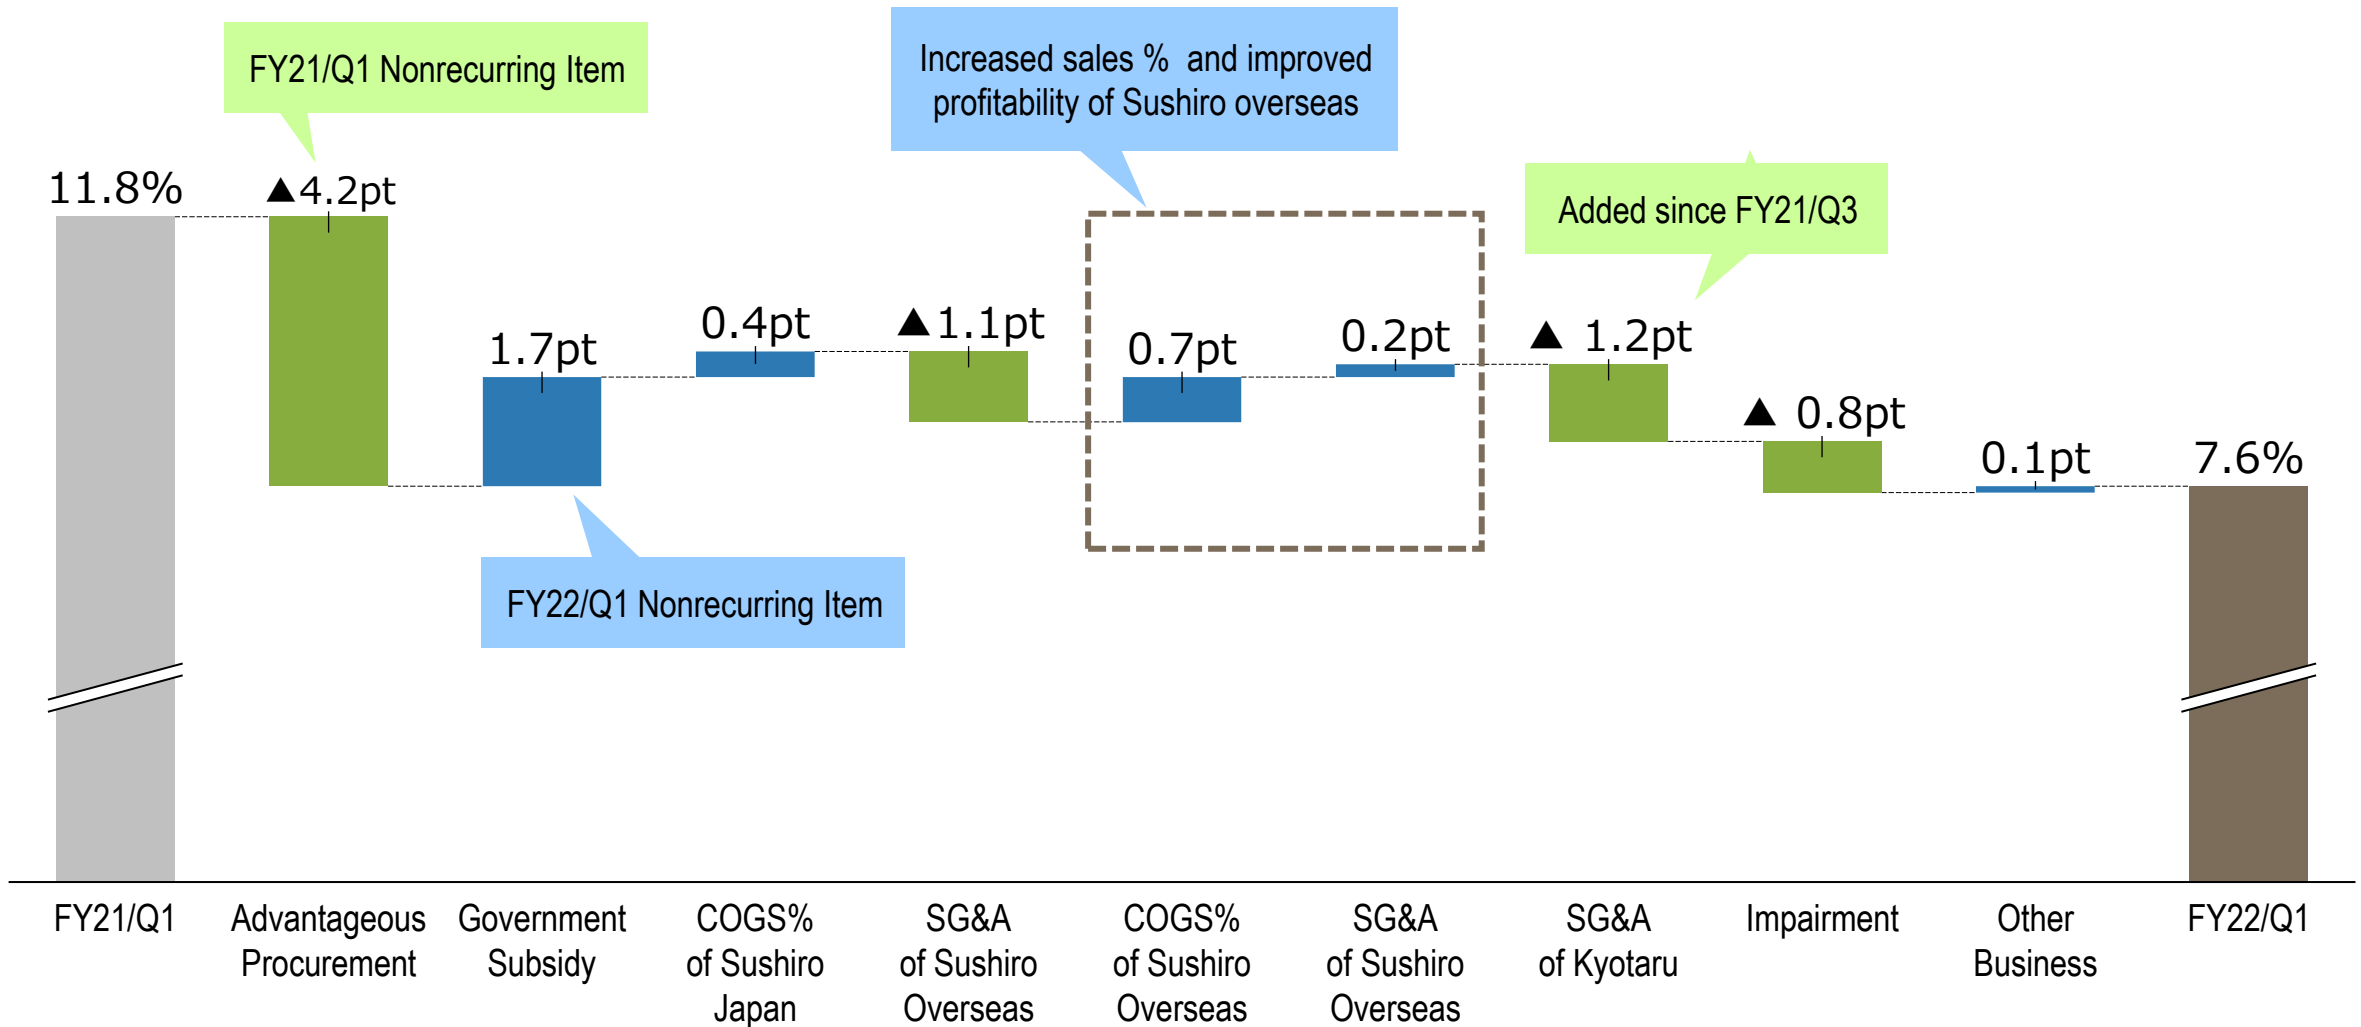 FY21/Q1 Nonrecurring Item
Increased sales % and improved
profitability of Sushiro overseas
Added since FY21/Q3
11.8%
▲4.2pt
1.7pt
0.4pt
▲1.1pt
0.7pt
0.2pt
▲ 1.2pt
▲ 0.8pt
0.1pt
7.6%
FY22/Q1 Nonrecurring Item
FY21/Q1
Advantageous
Procurement
Government
Subsidy
COGS%
of Sushiro
Japan
SG&A
of Sushiro
Overseas
COGS%
of Sushiro
Overseas
SG&A
of Sushiro
Overseas
SG&A
of Kyotaru
Impairment
Other
Business
FY22/Q1